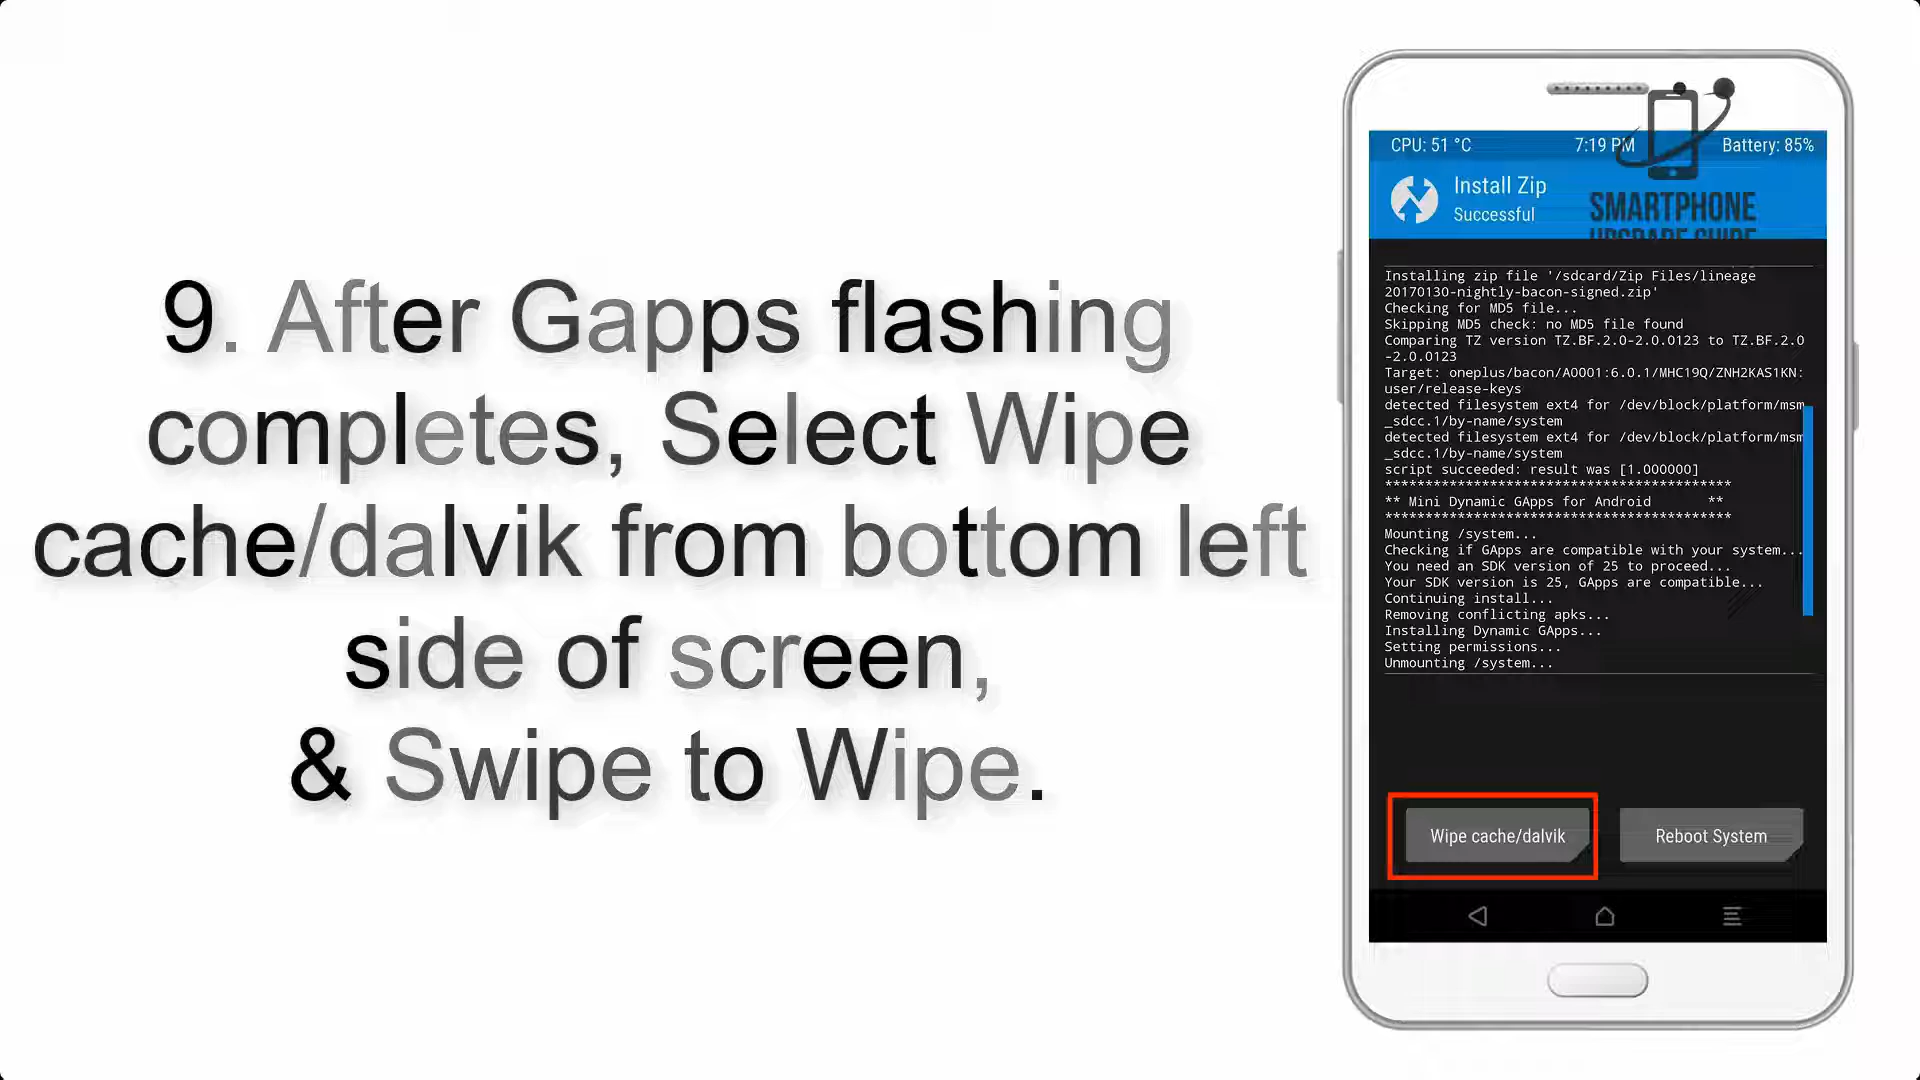 9. After Gapps flashing
completes, Select Wipe
cache/dalvik from bottom left
side of screen,
& Swipe to Wipe.
CPU: 51 °C 7:19 PM Battery: 85%
Install Zip
Successful
SMARTPHONE
UPGRADE GUIDE
Installing zip file '/sdcard/Zip Files/lineage
20170130-nightly-bacon-signed.zip'
Checking for MD5 file...
Skipping MD5 check: no MD5 file found
Comparing TZ version TZ.BF.2.0-2.0.0123 to TZ.BF.2.0
-2.0.0123
Target: oneplus/bacon/A0001:6.0.1/MHC19Q/ZNH2KAS1KN:
user/release-keys
detected filesystem ext4 for /dev/block/platform/msm
_sdcc.1/by-name/system
detected filesystem ext4 for /dev/block/platform/msm
_sdcc.1/by-name/system
script succeeded: result was [1.000000]
*******************************************
** Mini Dynamic GApps for Android **
*******************************************
Mounting /system...
Checking if GApps are compatible with your system...
You need an SDK version of 25 to proceed...
Your SDK version is 25, GApps are compatible...
Continuing install...
Removing conflicting apks...
Installing Dynamic GApps...
Setting permissions...
Unmounting /system...
Wipe cache/dalvik Reboot System